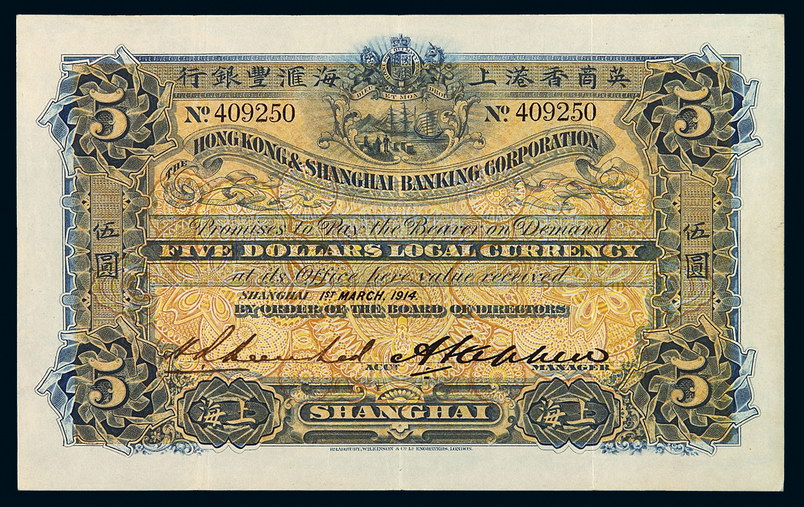 行銀豐滙海上港香商英
5
5
No. 409250
No. 409250
THE
HONGKONG & SHANGHAI BANKING CORPORATION
Promises to Pay the Bearer on Demand
伍圓
伍圓
FIVE DOLLARS LOCAL CURRENCY
at its Office here value received
SHANGHAI 1ST MARCH, 1914.
BY ORDER OF THE BOARD OF DIRECTORS
ACCT
MANAGER
5
5
海上
SHANGHAI
海上